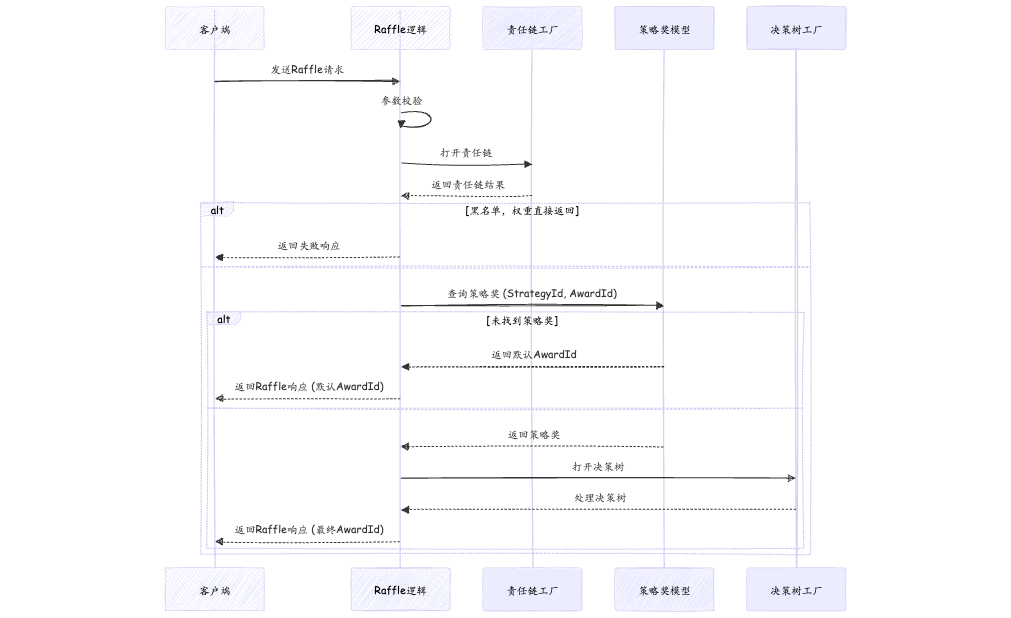 客户端
Raffle逻辑
责任链工厂
策略奖模型
决策树工厂
发送Raffle请求
参数校验
打开责任链
返回责任链结果
alt
[黑名单，权重直接返回]
返回失败响应
查询策略奖 (StrategyId, AwardId)
alt
[未找到策略奖]
返回默认AwardId
返回Raffle响应 (默认AwardId)
返回策略奖
打开决策树
处理决策树
返回Raffle响应 (最终AwardId)
客户端
Raffle逻辑
责任链工厂
策略奖模型
决策树工厂